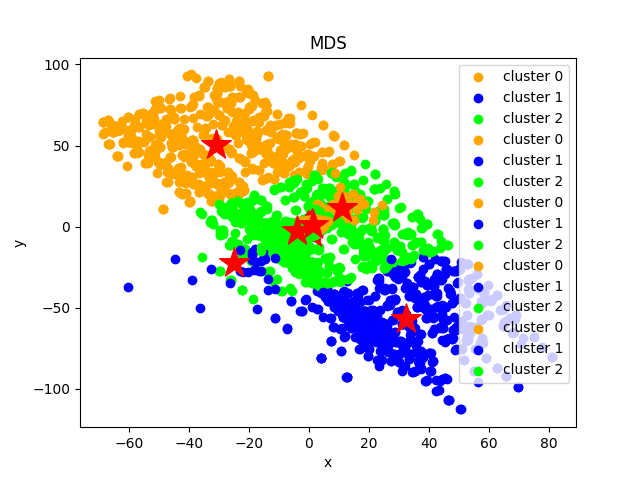 MDS
100
50
0
−50
−100
y
−60
−40
−20
0
20
40
60
80
x
cluster 0
cluster 1
cluster 2
cluster 0
cluster 1
cluster 2
cluster 0
cluster 1
cluster 2
cluster 0
cluster 1
cluster 2
cluster 0
cluster 1
cluster 2